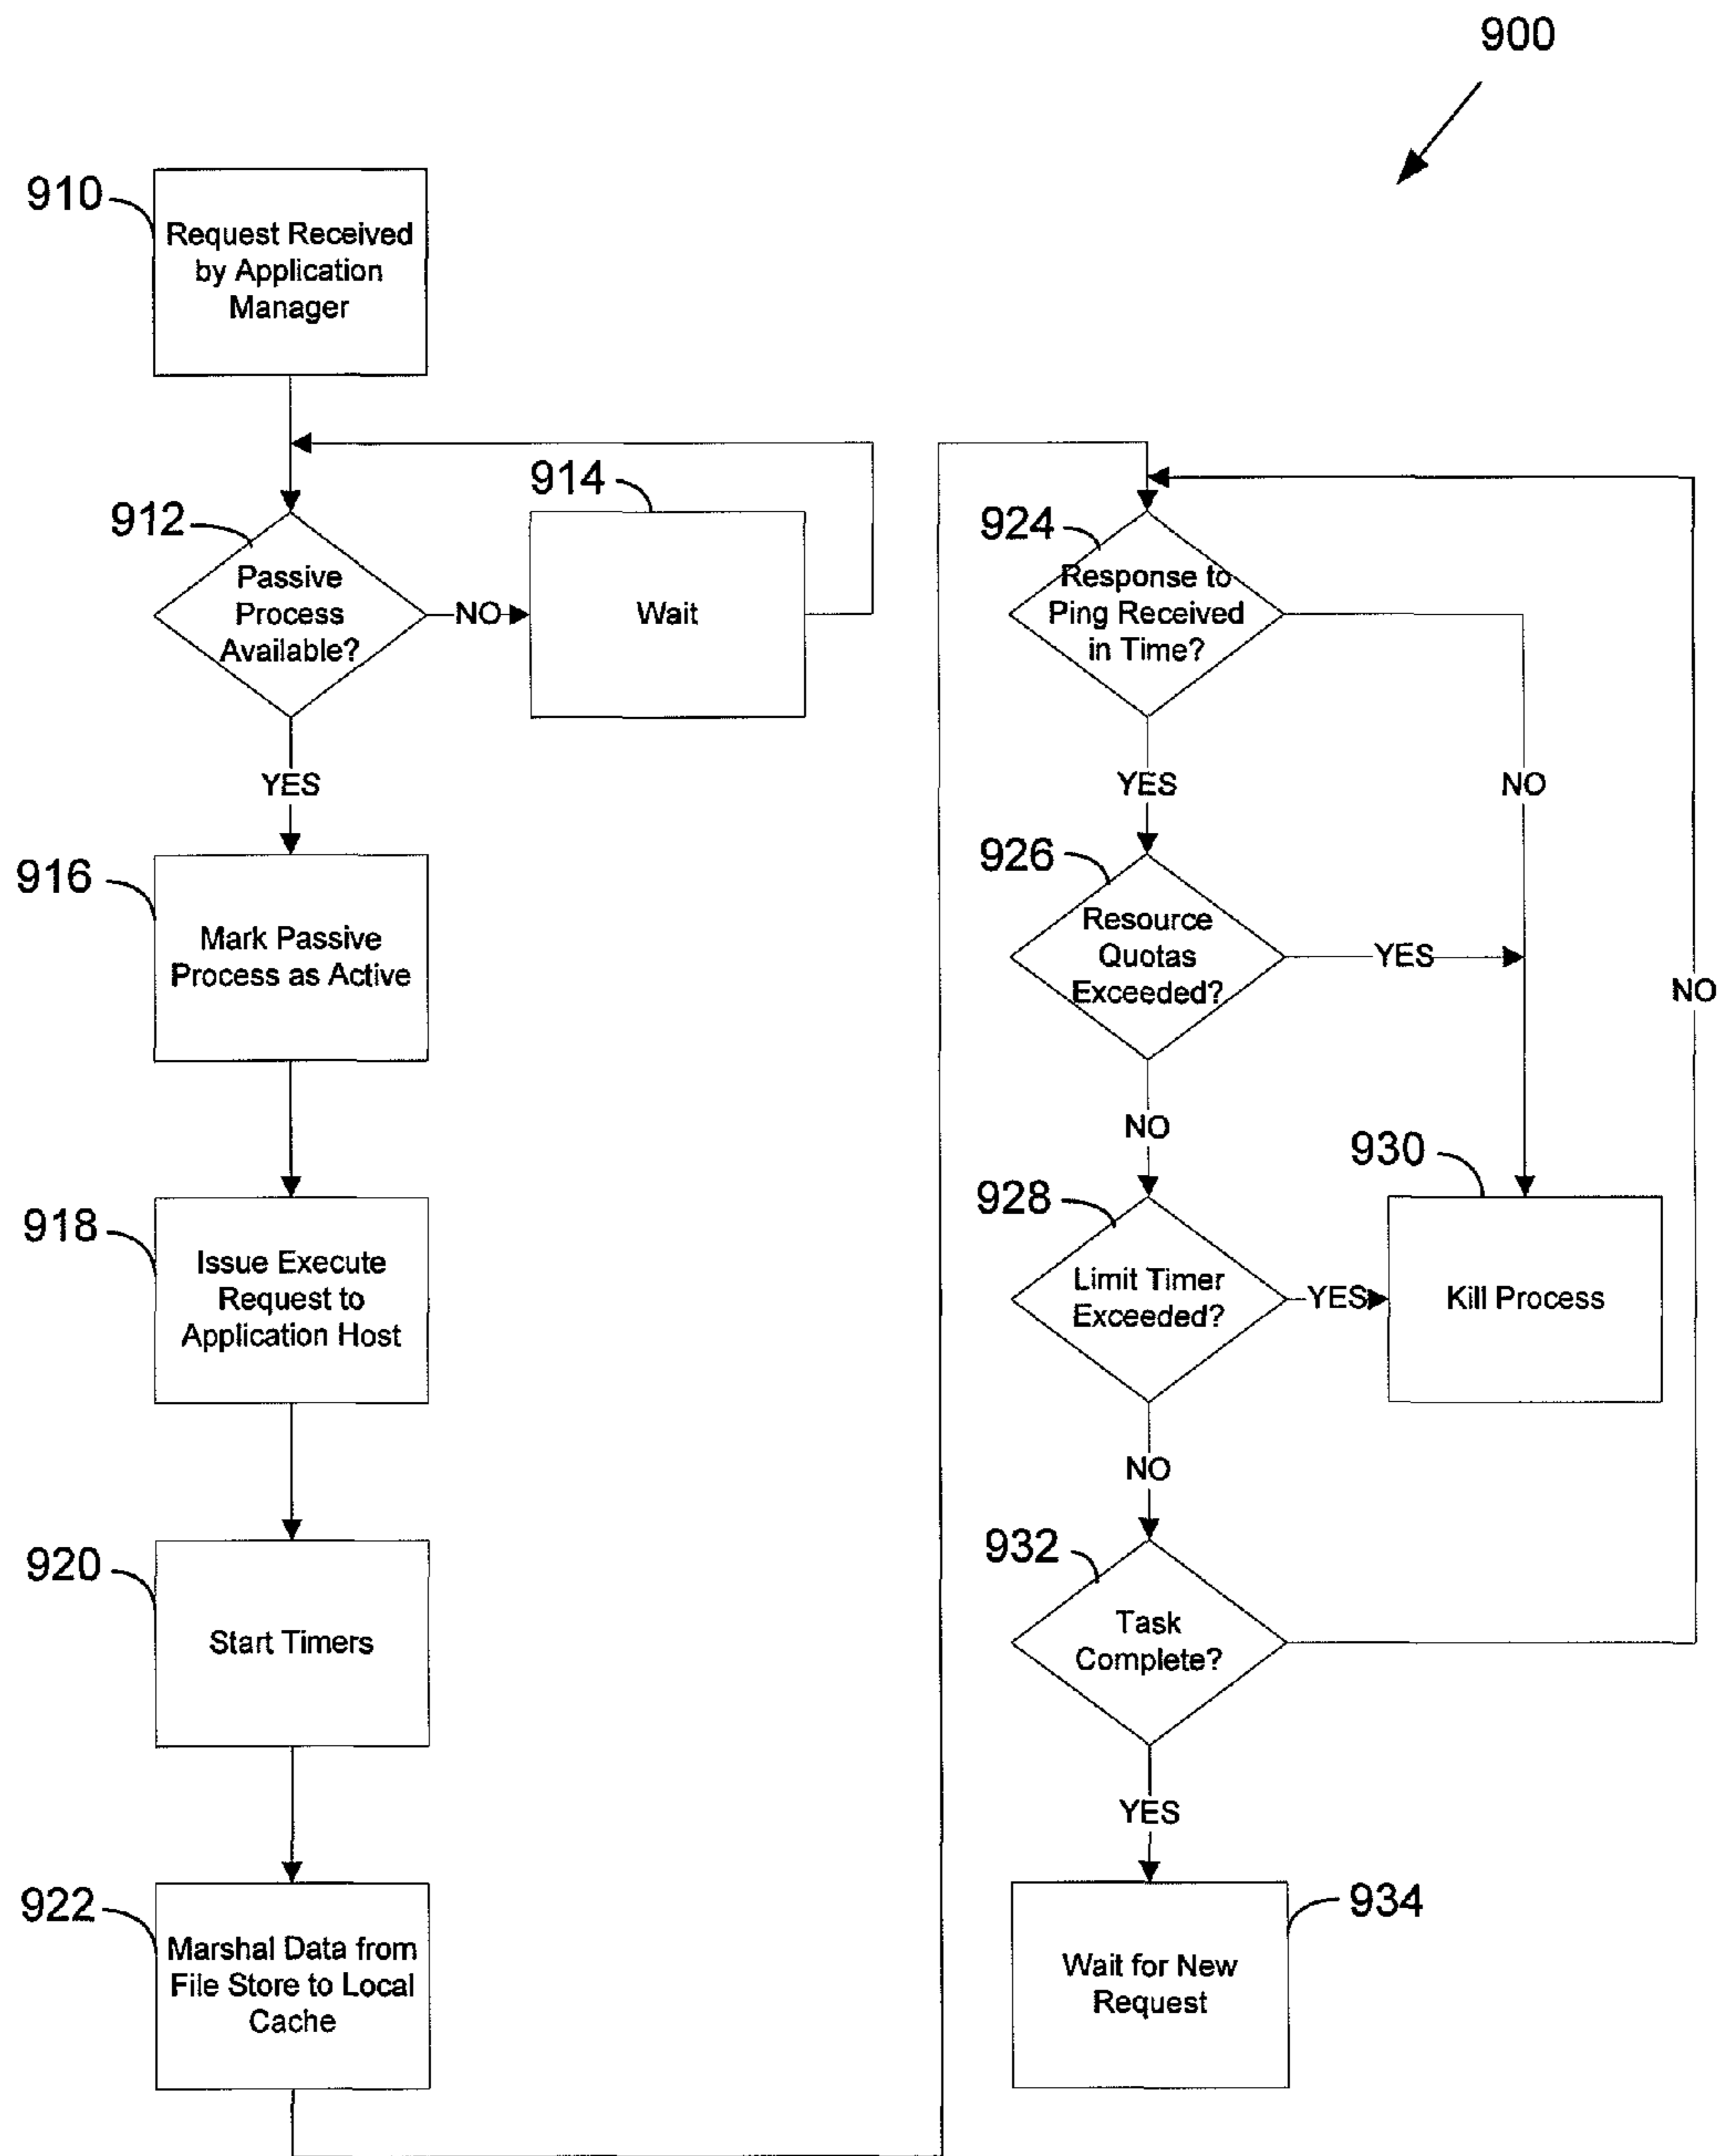 900
910
Request Received
by Application
Manager
912
Passive
Process
Available?
NO
914
Wait
YES
916
Mark Passive
Process as Active
918
Issue Execute
Request to
Application Host
920
Start Timers
922
Marshal Data from
File Store to Local
Cache
924
Response to
Ping Received
in Time?
NO
YES
926
Resource
Quotas
Exceeded?
YES
NO
NO
928
Limit Timer
Exceeded?
YES
930
Kill Process
NO
932
Task
Complete?
YES
934
Wait for New
Request